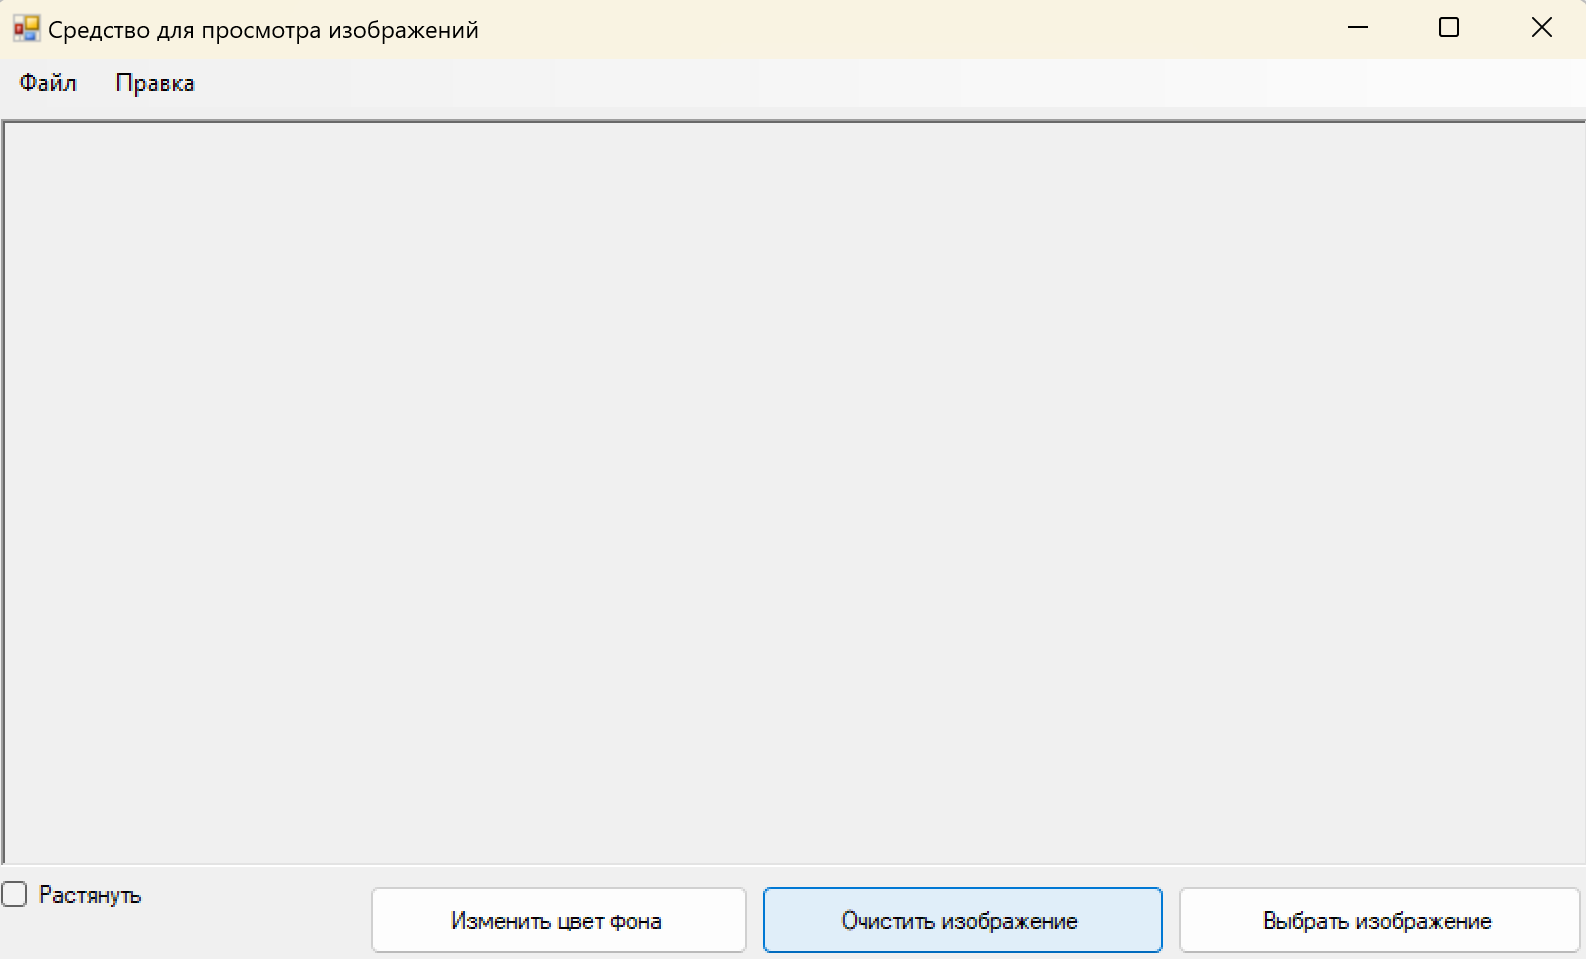 Средство для просмотра изображений
Файл Правка
Растянуть
Изменить цвет фона Очистить изображение Выбрать изображение